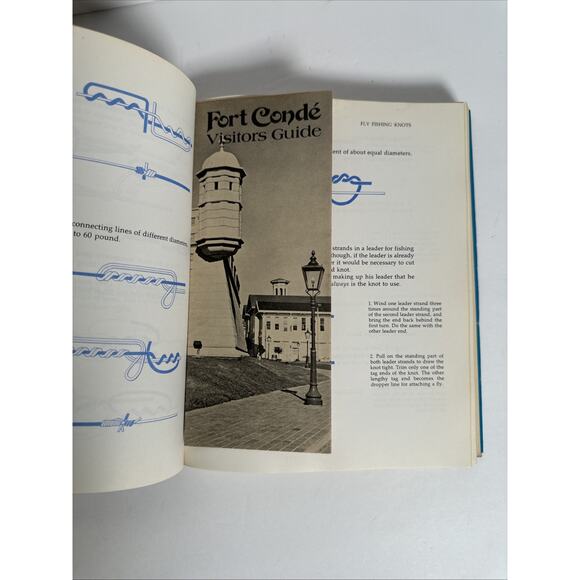 connecting lines of different diameters,
to 60 pound.
Fort Condé
Visitors Guide
FLY FISHING KNOTS
ent of about equal diameters.
strands in a leader for fishing
though, if the leader is already
it would be necessary to cut
d knot.
making up his leader that he
always is the knot to use.
1. Wind one leader strand three
times around the standing part
of the second leader strand, and
bring the end back behind the
first turn. Do the same with the
other leader end.
2. Pull on the standing part of
both leader strands to draw the
knot tight. Trim only one of the
tag ends of the knot. The other
lengthy tag end becomes the
dropper line for attaching a fly.